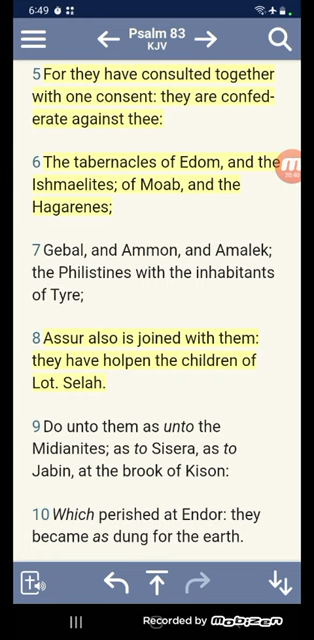 6:49
Psalm 83
KJV
5 For they have consulted together
with one consent: they are confed-
erate against thee:
6 The tabernacles of Edom, and the
Ishmaelites; of Moab, and the
Hagarenes;
7 Gebal, and Ammon, and Amalek;
the Philistines with the inhabitants
of Tyre;
8 Assur also is joined with them:
they have holpen the children of
Lot. Selah.
9 Do unto them as unto the
Midianites; as to Sisera, as to
Jabin, at the brook of Kison:
10 Which perished at Endor: they
became as dung for the earth.
Recorded by mobizen